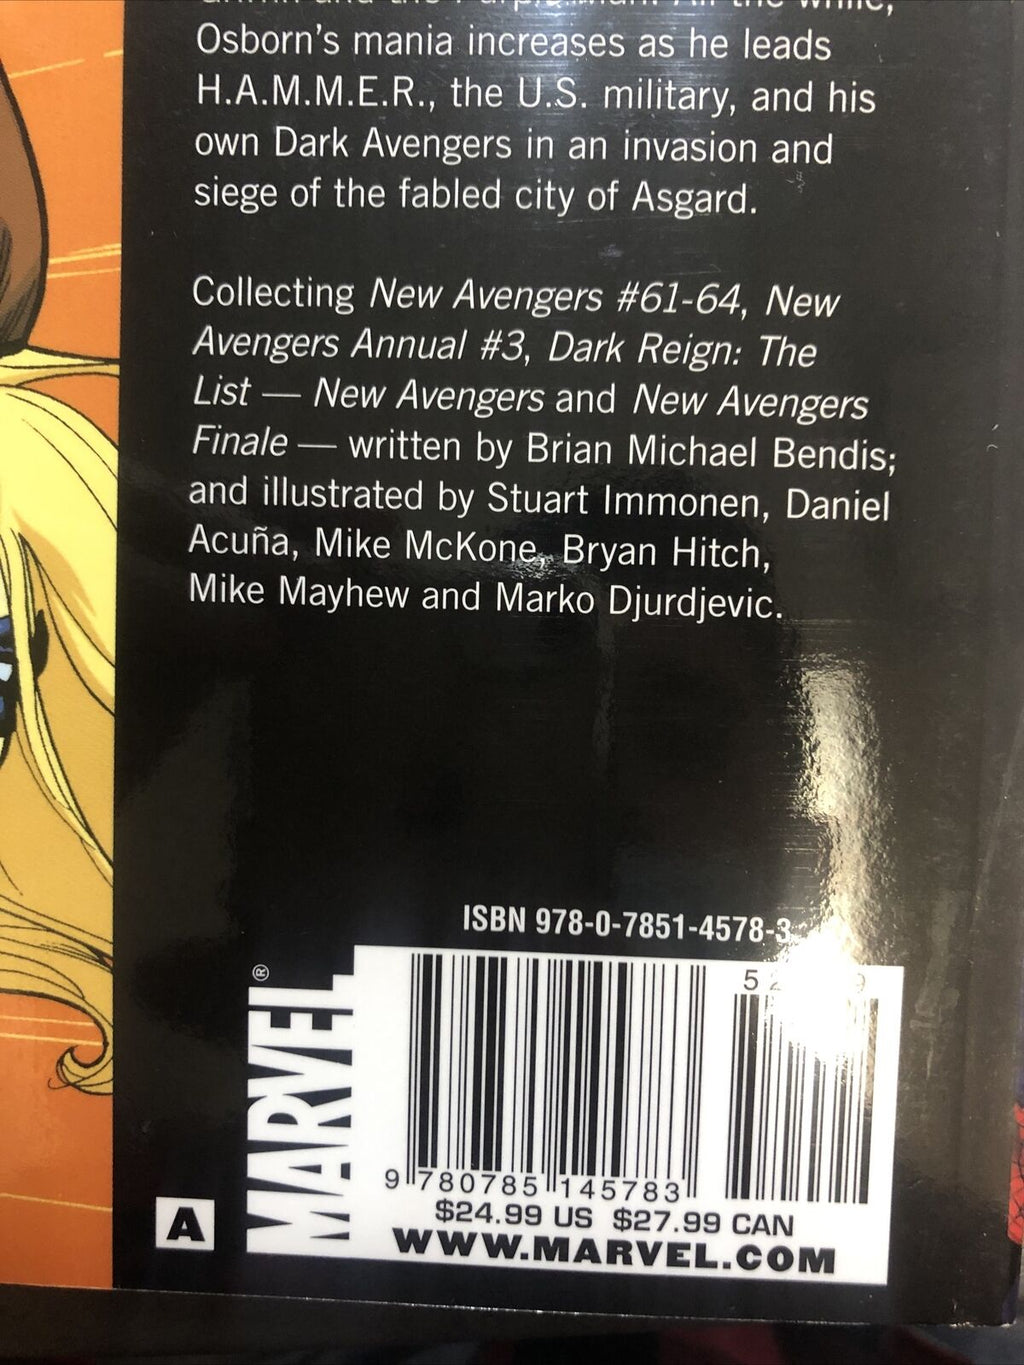 the while,
Osborn's mania increases as he leads
H.A.M.M.E.R., the U.S. military, and his
own Dark Avengers in an invasion and
siege of the fabled city of Asgard.
Collecting New Avengers #61-64, New
Avengers Annual #3, Dark Reign: The
List — New Avengers and New Avengers
Finale — written by Brian Michael Bendis;
and illustrated by Stuart Immonen, Daniel
Acuña, Mike McKone, Bryan Hitch,
Mike Mayhew and Marko Djurdjevic.
ISBN 978-0-7851-4578-3
MARVEL®
9 780785 145783
$24.99 US $27.99 CAN
WWW.MARVEL.COM
A